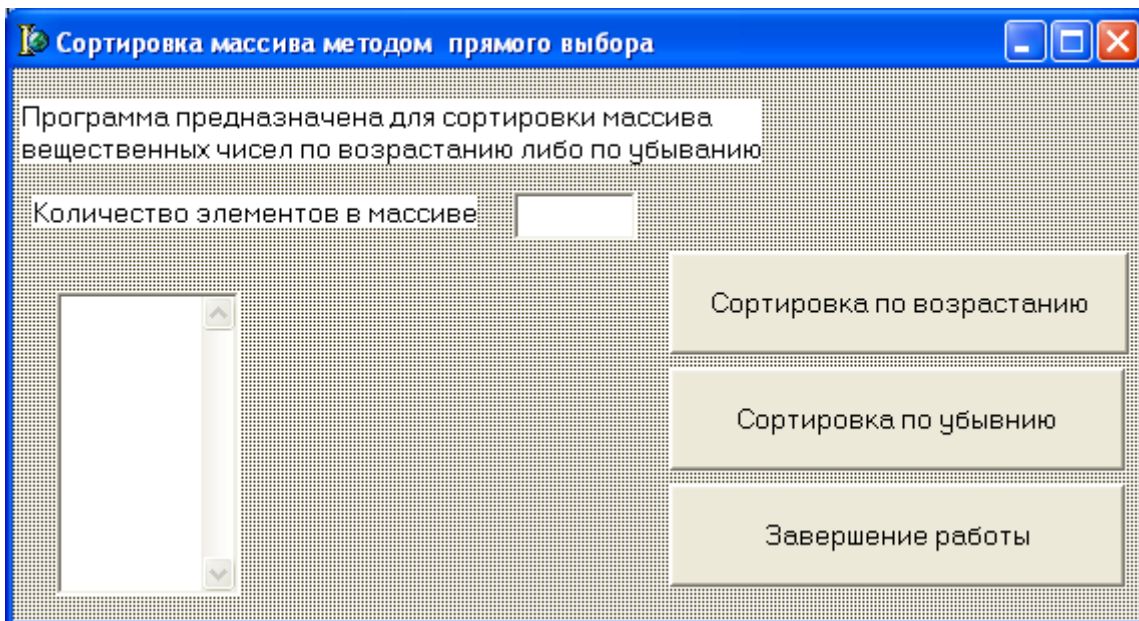 Сортировка массива методом прямого выбора
Программа предназначена для сортировки массива
вещественных чисел по возрастанию либо по убыванию
Количество элементов в массиве
Сортировка по возрастанию
Сортировка по убывнию
Завершение работы